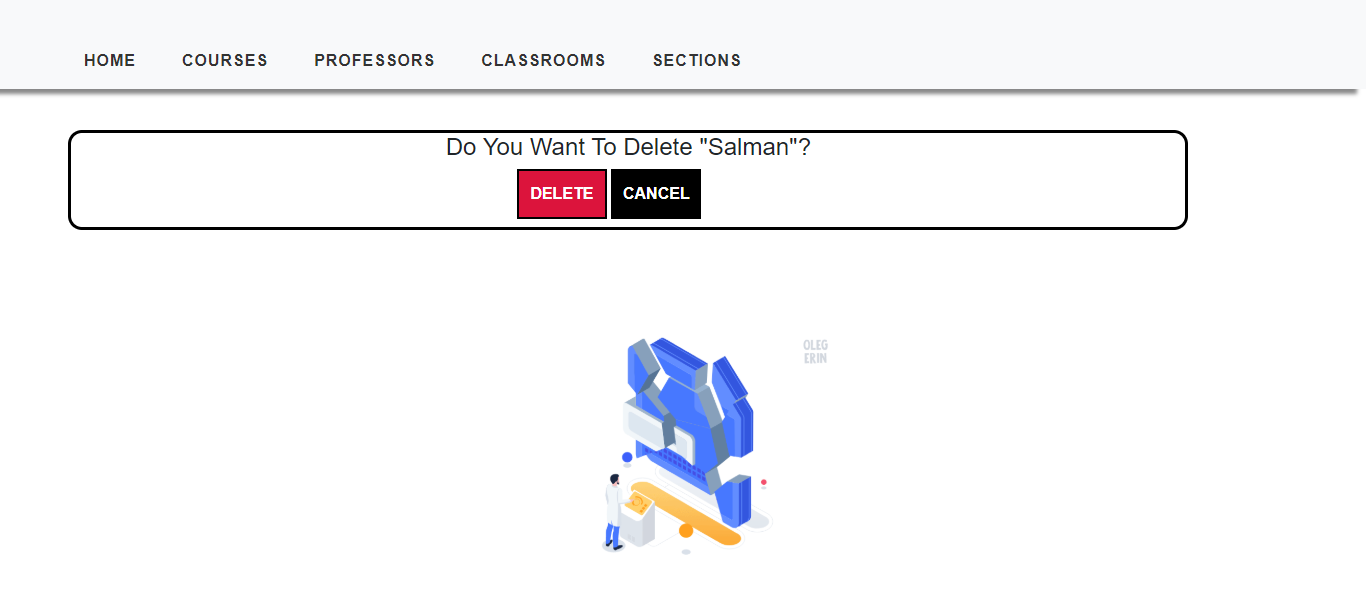 HOME COURSES PROFESSORS CLASSROOMS SECTIONS
Do You Want To Delete "Salman"?
DELETE CANCEL
OLEG
ERIN